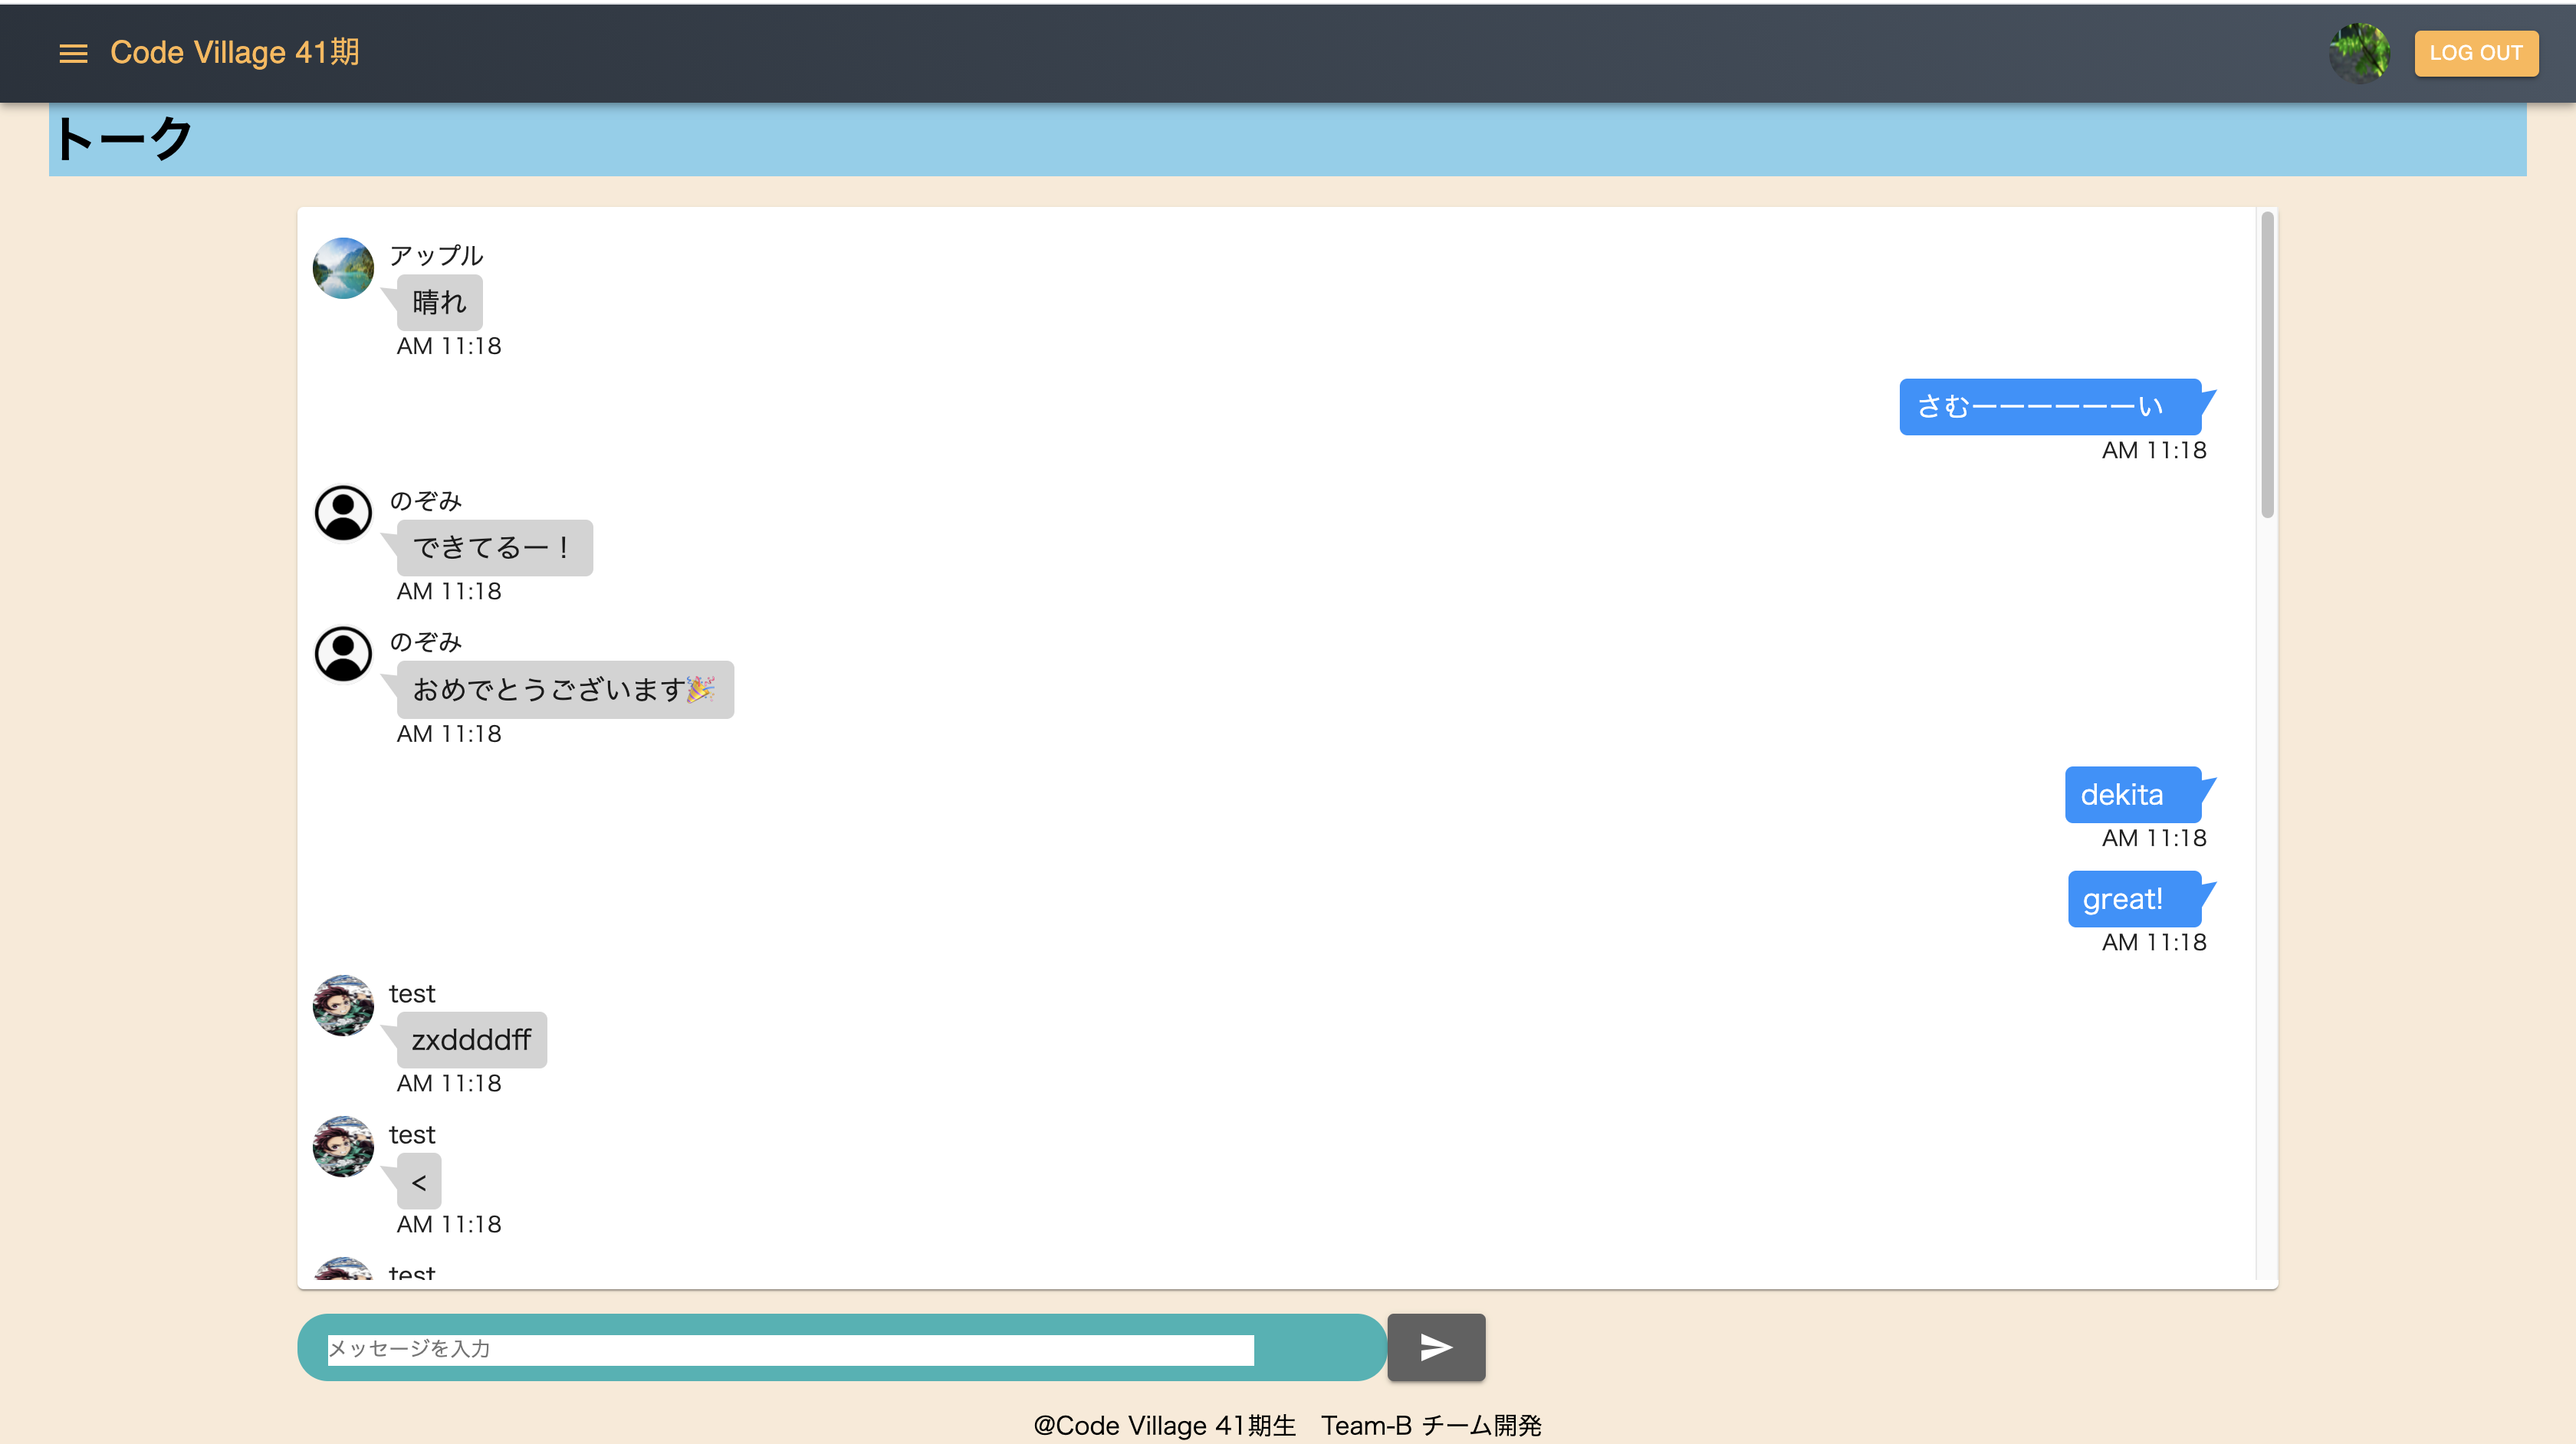 Code Village 41期
LOG OUT
トーク
アップル
晴れ
AM 11:18
さむーーーーーーい
AM 11:18
のぞみ
できてるー！
AM 11:18
のぞみ
おめでとうございます🎉
AM 11:18
dekita
AM 11:18
great!
AM 11:18
test
zxddddff
AM 11:18
test
<
AM 11:18
test
メッセージを入力
@Code Village 41期生　Team-B チーム開発